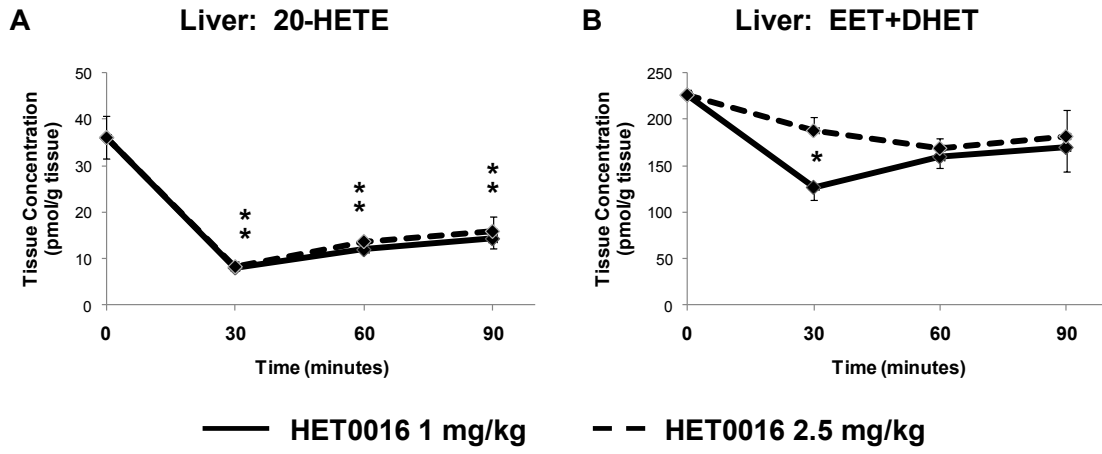 A
Liver: 20-HETE
Tissue Concentration
(pmol/g tissue)
50
40
30
20
10
0
*
*
*
*
*
*
0 30 60 90
Time (minutes)
B
Liver: EET+DHET
Tissue Concentration
(pmol/g tissue)
250
200
150
100
50
0
*
0 30 60 90
Time (minutes)
HET0016 1 mg/kg
HET0016 2.5 mg/kg